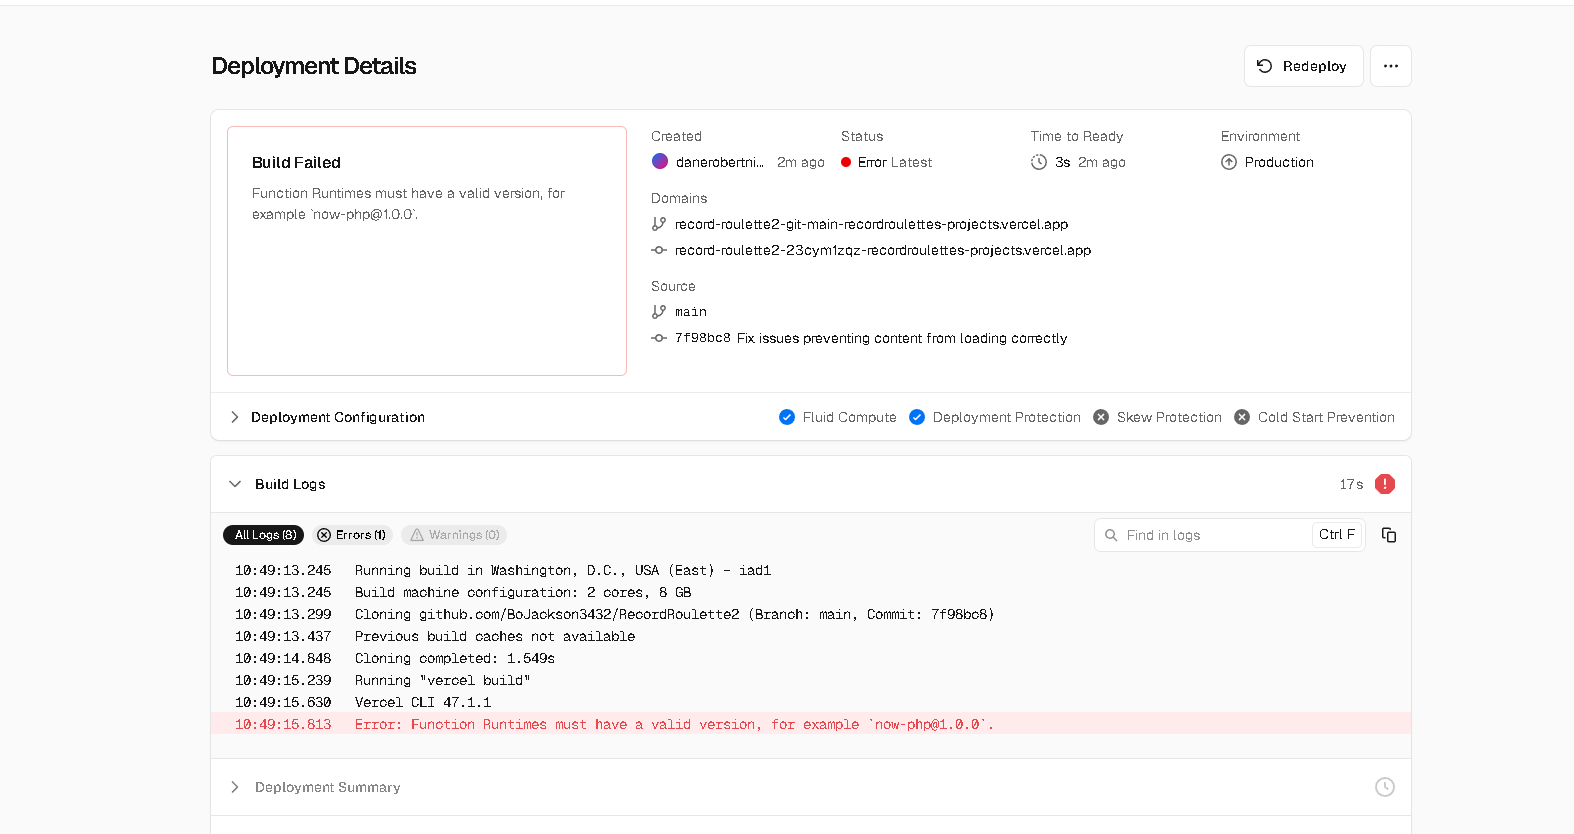 Deployment Details
Redeploy
Build Failed
Function Runtimes must have a valid version, for
example `now-php@1.0.0`.
Created
danerobertni... 2m ago
Status
Error Latest
Time to Ready
3s 2m ago
Environment
Production
Domains
record-roulette2-git-main-recordroulettes-projects.vercel.app
record-roulette2-23cym1zqz-recordroulettes-projects.vercel.app
Source
main
7f98bc8 Fix issues preventing content from loading correctly
Deployment Configuration
Fluid Compute
Deployment Protection
Skew Protection
Cold Start Prevention
Build Logs
17s
All Logs (8)
Errors (1)
Warnings (0)
Find in logs
Ctrl F
10:49:13.245 Running build in Washington, D.C., USA (East) – iad1
10:49:13.245 Build machine configuration: 2 cores, 8 GB
10:49:13.299 Cloning github.com/BoJackson3432/RecordRoulette2 (Branch: main, Commit: 7f98bc8)
10:49:13.437 Previous build caches not available
10:49:14.848 Cloning completed: 1.549s
10:49:15.239 Running "vercel build"
10:49:15.630 Vercel CLI 47.1.1
10:49:15.813 Error: Function Runtimes must have a valid version, for example `now-php@1.0.0`.
Deployment Summary